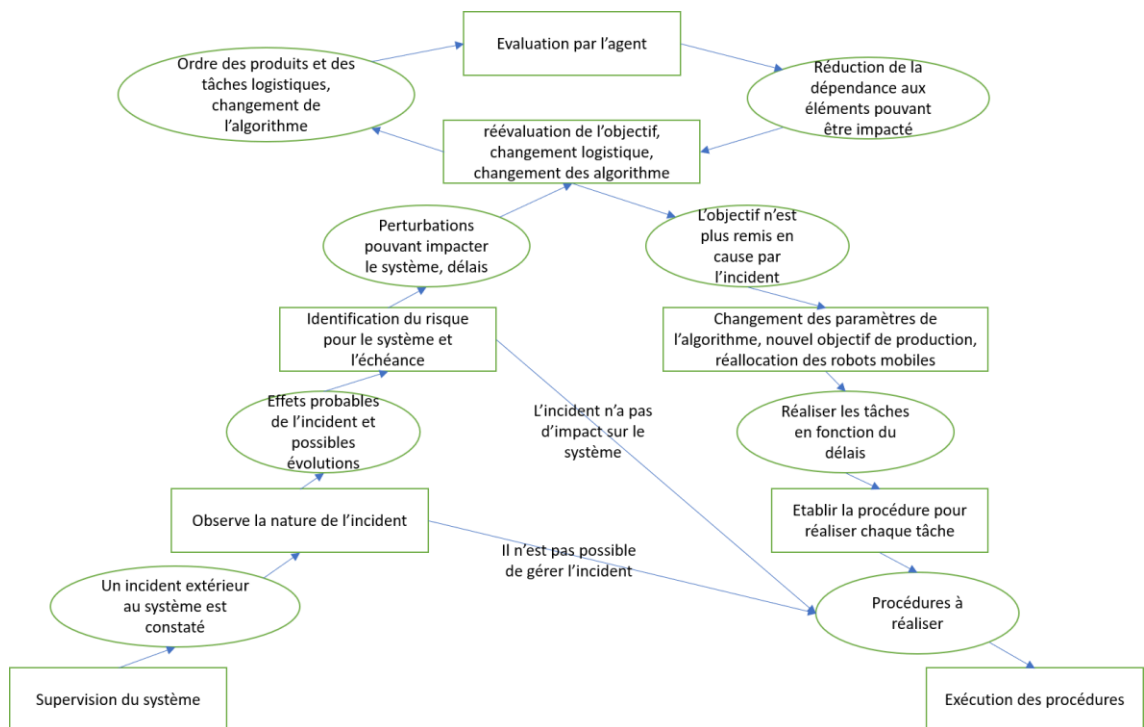 Evaluation par l'agent
Ordre des produits et des
tâches logistiques,
changement de
l'algorithme
Réduction de la
dépendance aux
éléments pouvant
être impacté
réévaluation de l'objectif,
changement logistique,
changement des algorithme
Perturbations
pouvant impacter
le système, délais
L'objectif n'est
plus remis en
cause par
l'incident
Identification du risque
pour le système et
l'échéance
Changement des paramètres de
l'algorithme, nouvel objectif de production,
réallocation des robots mobiles
Effets probables
de l'incident et
possibles
évolutions
L'incident n'a pas
d'impact sur le
système
Réaliser les tâches
en fonction du
délais
Observe la nature de l'incident
Etablir la procédure pour
réaliser chaque tâche
Il n'est pas possible
de gérer l'incident
Un incident extérieur
au système est
constaté
Procédures à
réaliser
Supervision du système
Exécution des procédures